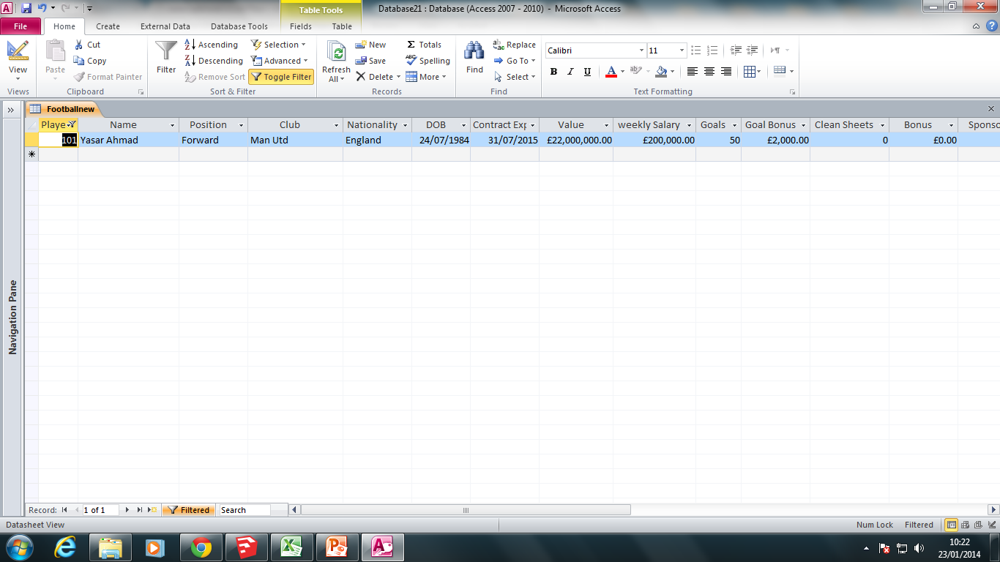 Table Tools
Database21 : Database (Access 2007 - 2010) - Microsoft Access
File Home Create External Data Database Tools Fields Table
View
Views
Paste
Cut
Copy
Format Painter
Clipboard
Filter
Ascending
Descending
Remove Sort
Selection
Advanced
Toggle Filter
Sort & Filter
Refresh
All
New
Save
Delete
Totals
Spelling
More
Records
Find
Replace
Go To
Select
Find
Calibri 11
B I U
Text Formatting
Footballnew
Playe Name Position Club Nationality DOB Contract Exp Value weekly Salary Goals Goal Bonus Clean Sheets Bonus Sponso
101 Yasar Ahmad Forward Man Utd England 24/07/1984 31/07/2015 £22,000,000.00 £200,000.00 50 £2,000.00 0 £0.00
Navigation Pane
Record: 1 of 1 Filtered Search
Datasheet View Num Lock Filtered
10:22
23/01/2014